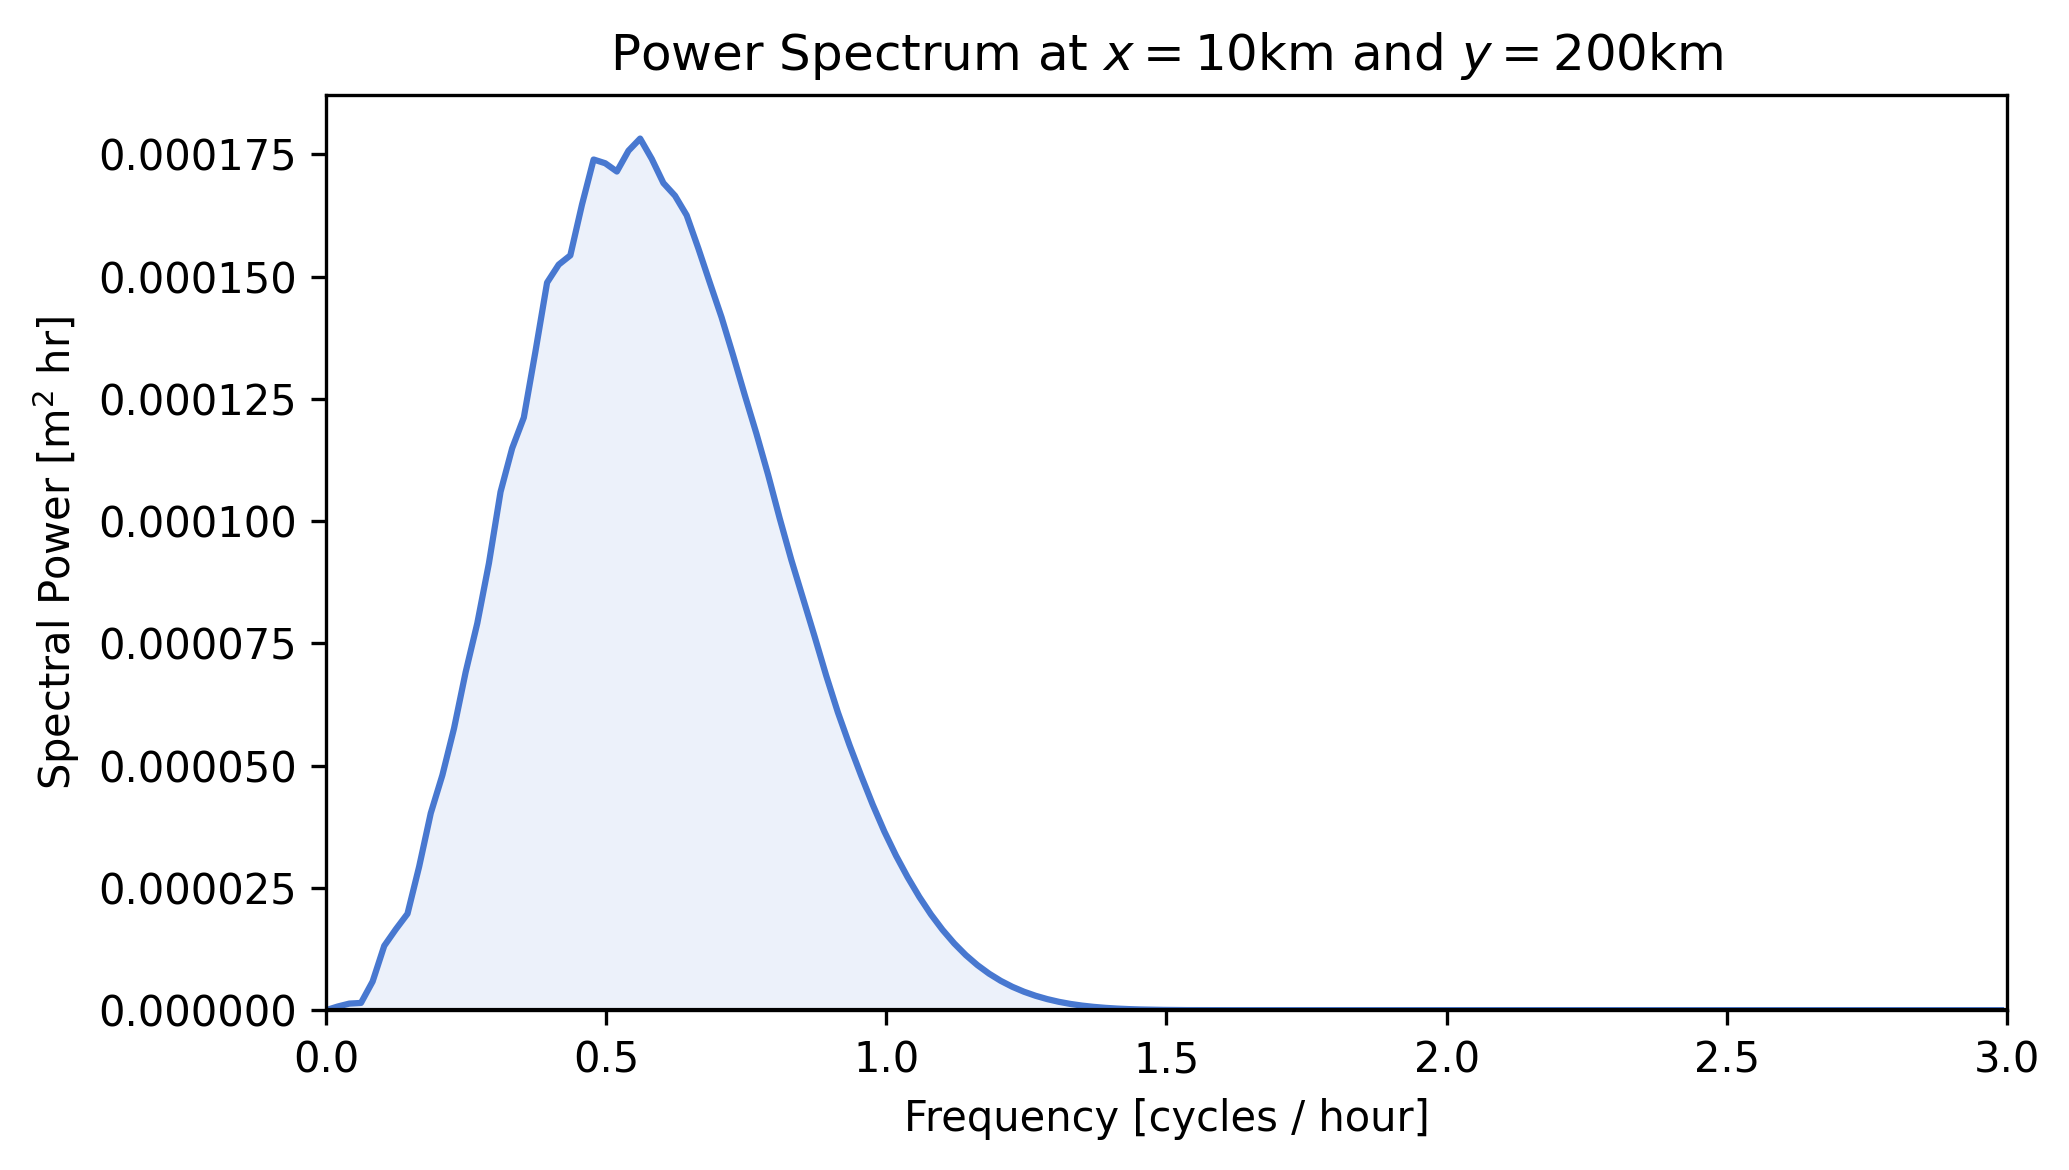 Power Spectrum at x = 10km and y = 200km
Spectral Power [m² hr]
0.000175
0.000150
0.000125
0.000100
0.000075
0.000050
0.000025
0.000000
0.0 0.5 1.0 1.5 2.0 2.5 3.0
Frequency [cycles / hour]